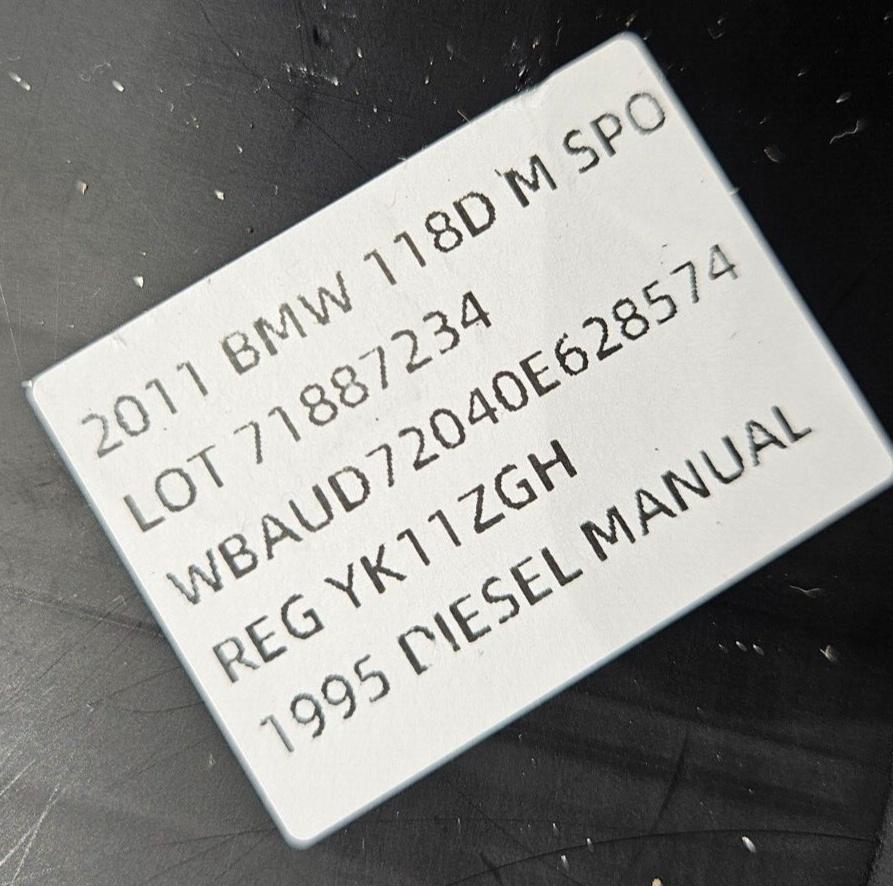 2011 BMW 118D M SPO
LOT 71887234
WBAUD72040E628574
REG YK11ZGH
1995 DIESEL MANUAL